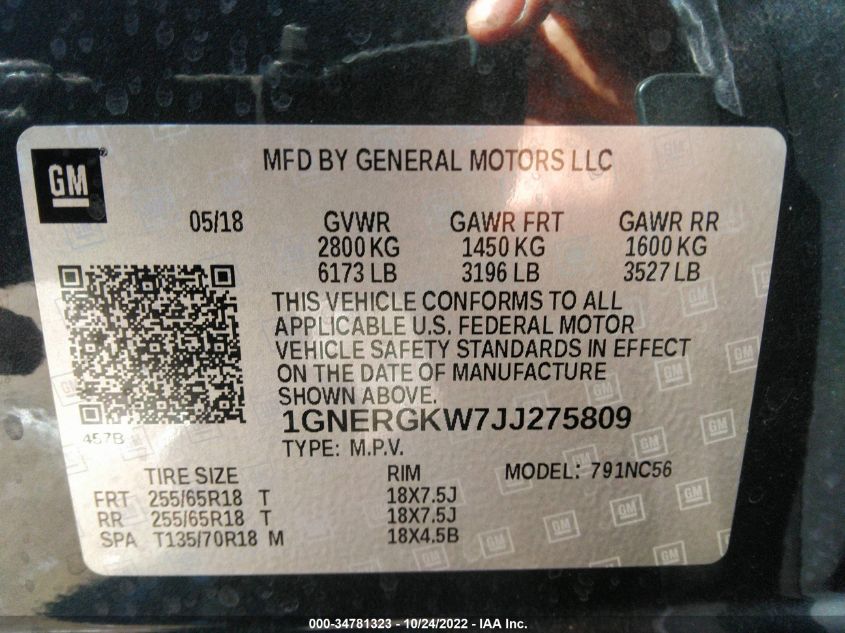 GM
MFD BY GENERAL MOTORS LLC
05/18 GVWR GAWR FRT GAWR RR
2800 KG 1450 KG 1600 KG
6173 LB 3196 LB 3527 LB
THIS VEHICLE CONFORMS TO ALL
APPLICABLE U.S. FEDERAL MOTOR
VEHICLE SAFETY STANDARDS IN EFFECT
ON THE DATE OF MANUFACTURE
SHOWN ABOVE.
1GNERGKW7JJ275809
457B
TYPE: M.P.V.
TIRE SIZE RIM MODEL: 791NC56
FRT 255/65R18 T 18X7.5J
RR 255/65R18 T 18X7.5J
SPA T135/70R18 M 18X4.5B
000-34781323 - 10/24/2022 - IAA Inc.